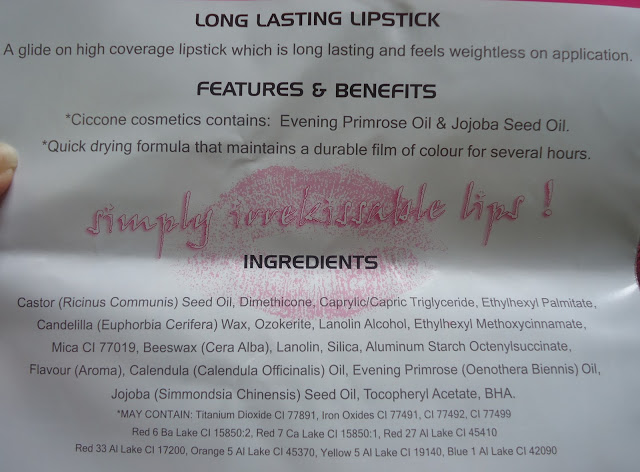 LONG LASTING LIPSTICK
A glide on high coverage lipstick which is long lasting and feels weightless on application.
FEATURES & BENEFITS
*Ciccone cosmetics contains: Evening Primrose Oil & Jojoba Seed Oil.
*Quick drying formula that maintains a durable film of colour for several hours.
simply irrekissable lips !
INGREDIENTS
Castor (Ricinus Communis) Seed Oil, Dimethicone, Caprylic/Capric Triglyceride, Ethylhexyl Palmitate,
Candelilla (Euphorbia Cerifera) Wax, Ozokerite, Lanolin Alcohol, Ethylhexyl Methoxycinnamate,
Mica CI 77019, Beeswax (Cera Alba), Lanolin, Silica, Aluminum Starch Octenylsuccinate,
Flavour (Aroma), Calendula (Calendula Officinalis) Oil, Evening Primrose (Oenothera Biennis) Oil,
Jojoba (Simmondsia Chinensis) Seed Oil, Tocopheryl Acetate, BHA.
*MAY CONTAIN: Titanium Dioxide CI 77891, Iron Oxides CI 77491, CI 77492, CI 77499
Red 6 Ba Lake CI 15850:2, Red 7 Ca Lake CI 15850:1, Red 27 Al Lake CI 45410
Red 33 Al Lake CI 17200, Orange 5 Al Lake CI 45370, Yellow 5 Al Lake CI 19140, Blue 1 Al Lake CI 42090